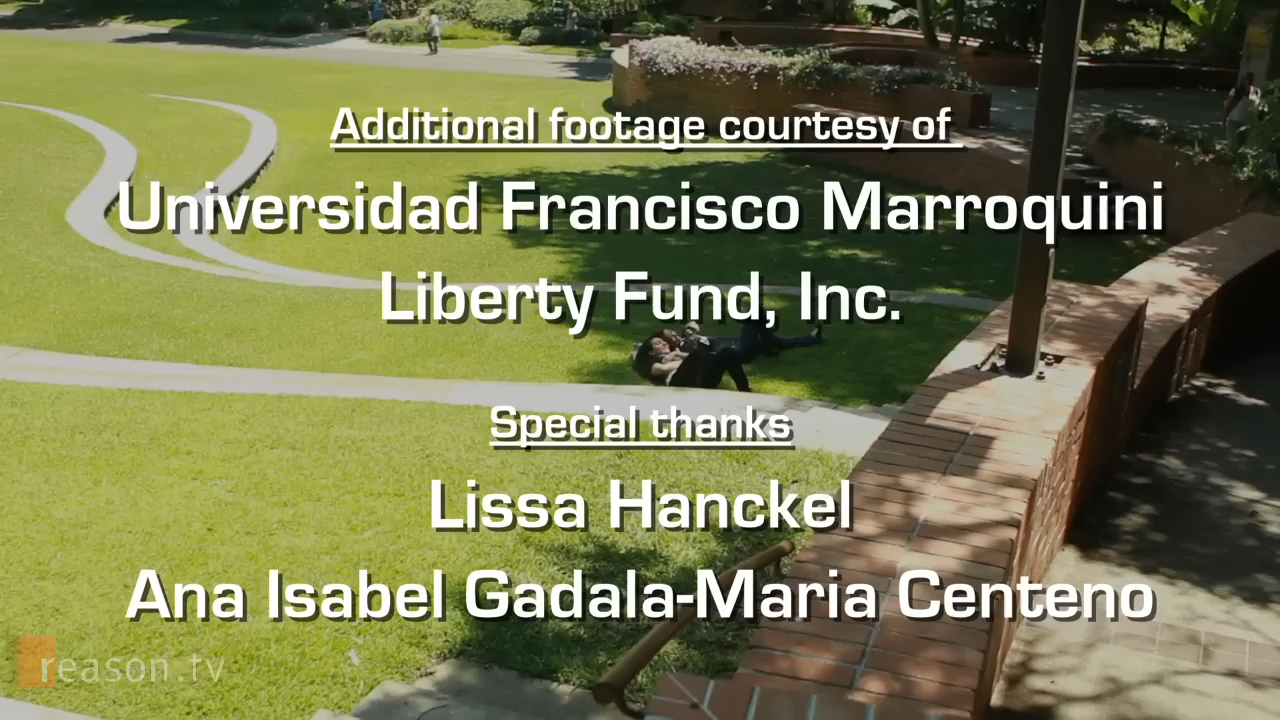 Additional footage courtesy of
Universidad Francisco Marroquini
Liberty Fund, Inc.
Special thanks
Lissa Hanckel
Ana Isabel Gadala-Maria Centeno
reason.tv